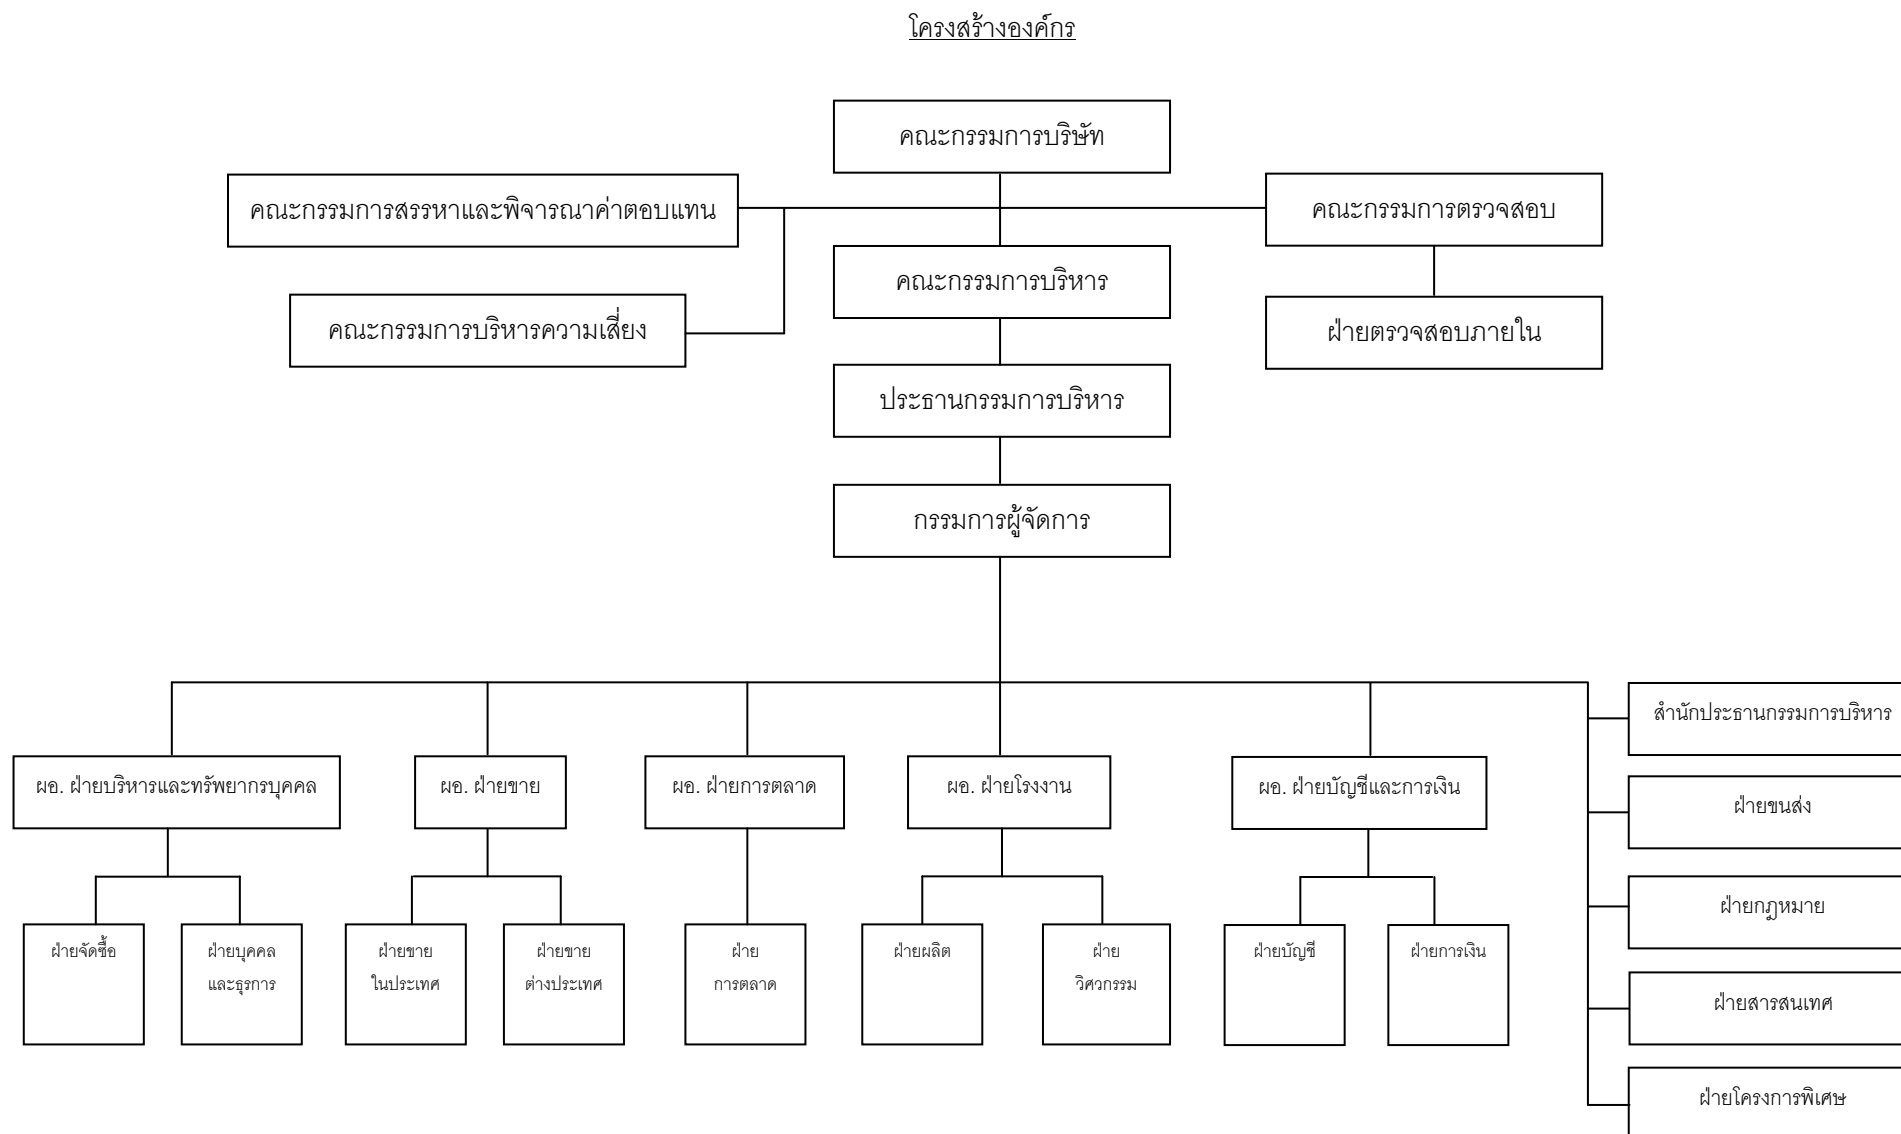 โครงสร้างองค์กร
คณะกรรมการบริษัท
คณะกรรมการสรรหาและพิจารณาค่าตอบแทน
คณะกรรมการตรวจสอบ
คณะกรรมการบริหาร
คณะกรรมการบริหารความเสี่ยง
ฝ่ายตรวจสอบภายใน
ประธานกรรมการบริหาร
กรรมการผู้จัดการ
สำนักประธานกรรมการบริหาร
ผอ. ฝ่ายบริหารและทรัพยากรบุคคล
ผอ. ฝ่ายขาย
ผอ. ฝ่ายการตลาด
ผอ. ฝ่ายโรงงาน
ผอ. ฝ่ายบัญชีและการเงิน
ฝ่ายขนส่ง
ฝ่ายกฎหมาย
ฝ่ายจัดซื้อ
ฝ่ายบุคคล
และธุรการ
ฝ่ายขาย
ในประเทศ
ฝ่ายขาย
ต่างประเทศ
ฝ่าย
การตลาด
ฝ่ายผลิต
ฝ่าย
วิศวกรรม
ฝ่ายบัญชี
ฝ่ายการเงิน
ฝ่ายสารสนเทศ
ฝ่ายโครงการพิเศษ